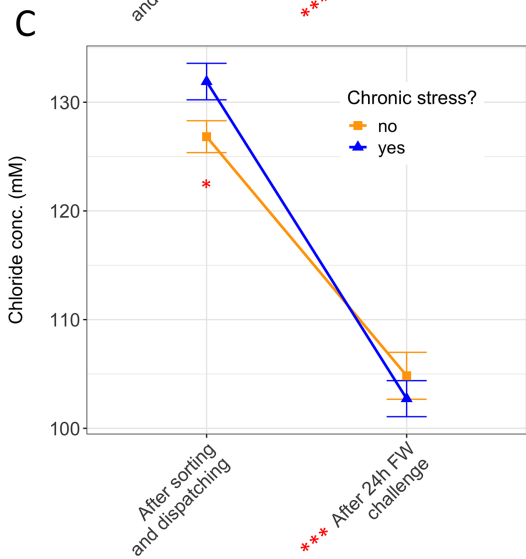 and
***
C
Chloride conc. (mM)
130
120
110
100
Chronic stress?
no
yes
*
After sorting
and dispatching
*** After 24h FW
challenge